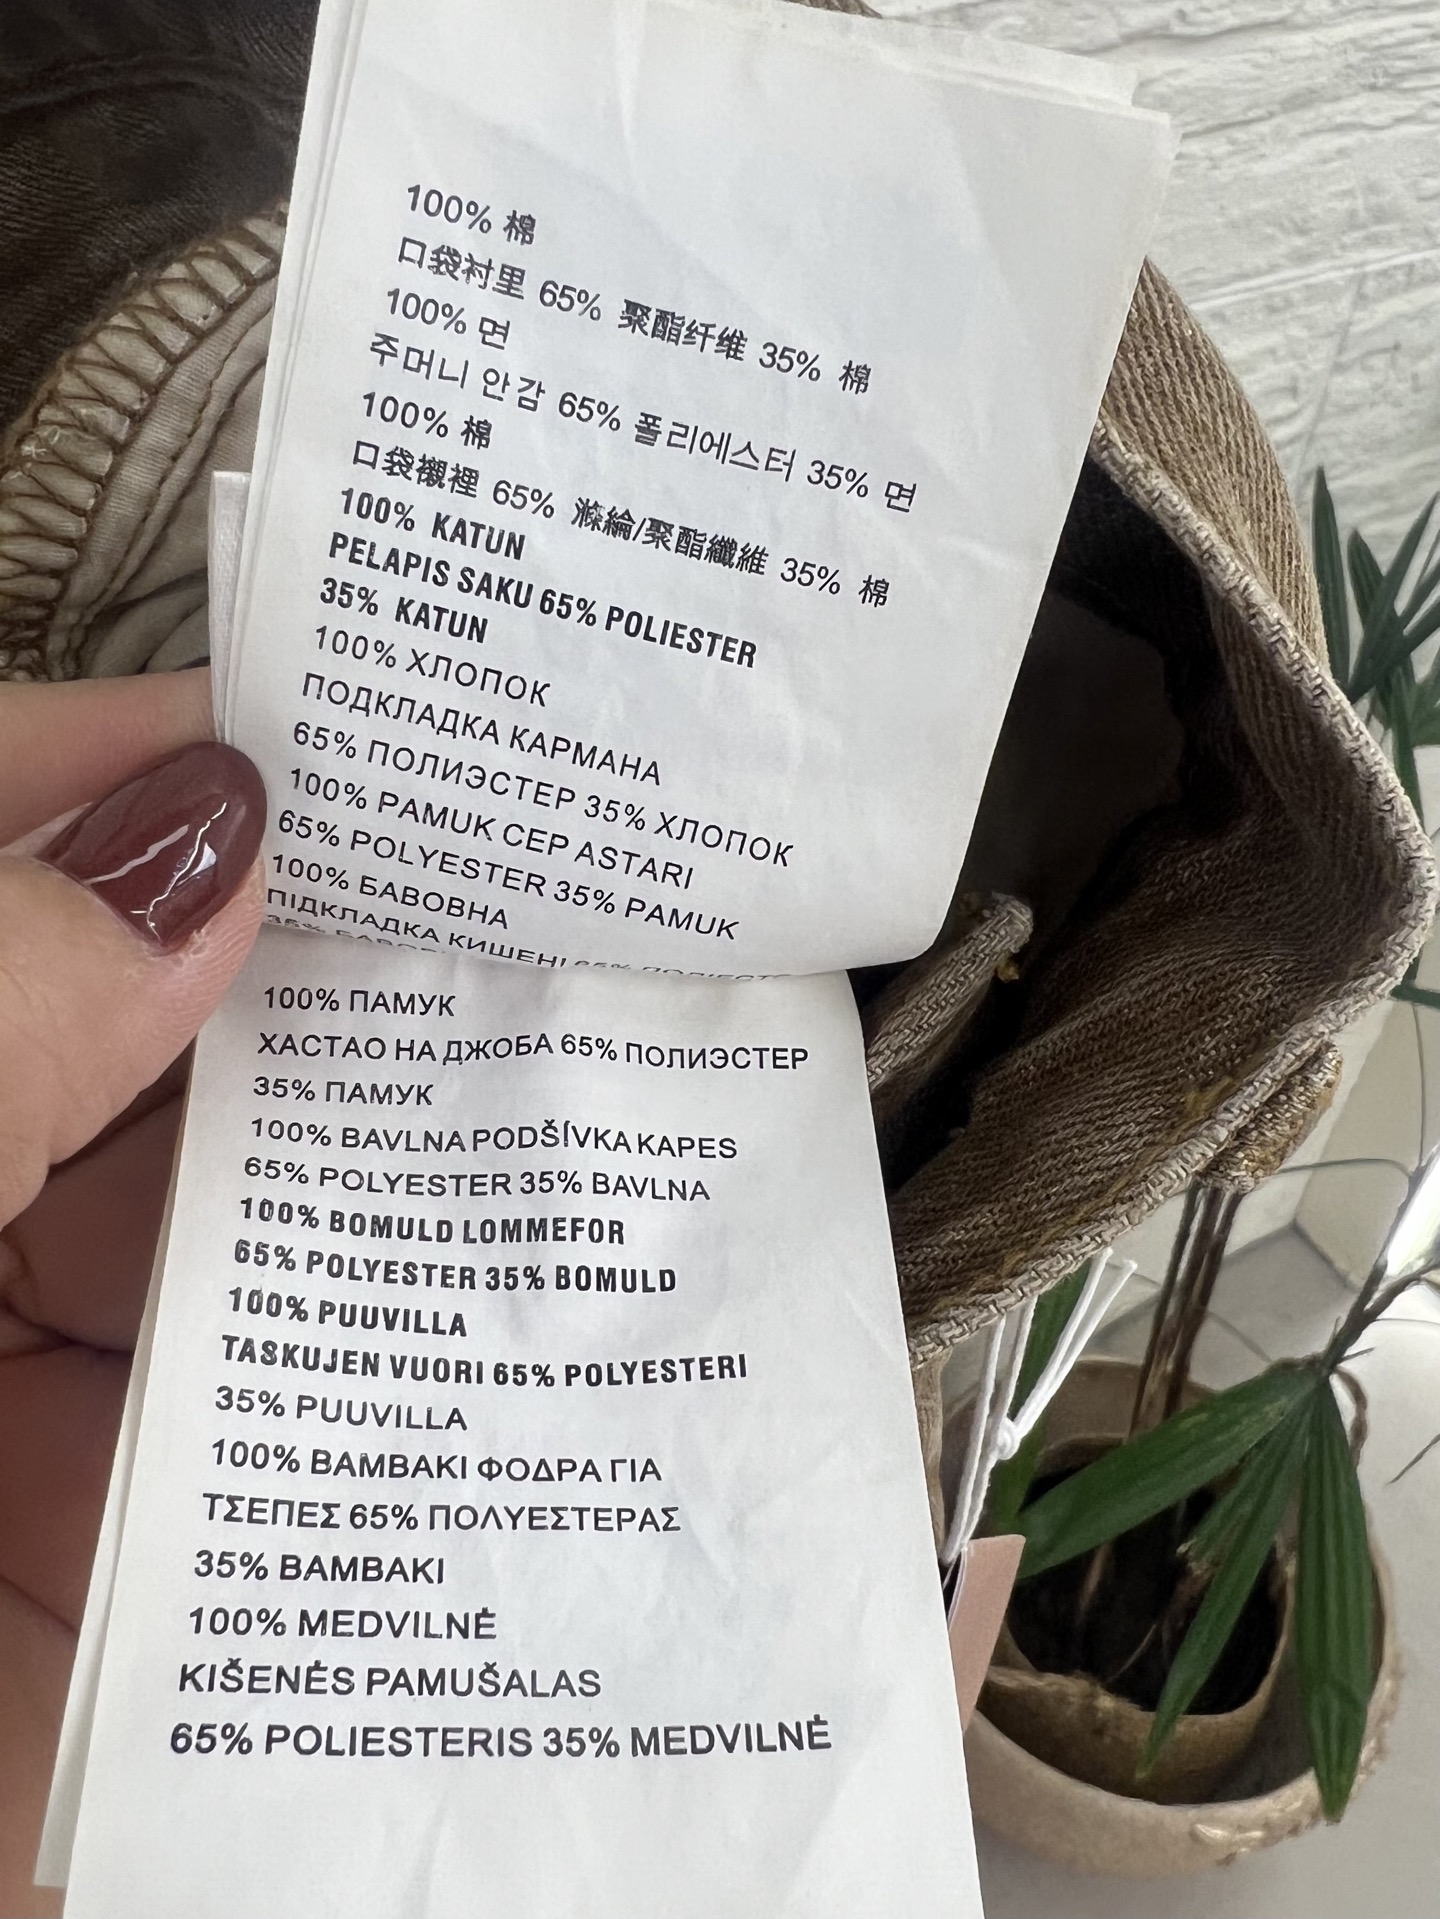 100% 棉
口袋衬里 65% 聚酯纤维 35% 棉
100% 면
주머니 안감 65% 폴리에스터 35% 면
100% 棉
口袋襯裡 65% 滌綸/聚酯纖維 35% 棉
100% KATUN
PELAPIS SAKU 65% POLIESTER
35% KATUN
100% ХЛОПОК
ПОДКЛАДКА КАРМАНА
65% ПОЛИЭСТЕР 35% ХЛОПОК
100% PAMUK CEP ASTARI
65% POLYESTER 35% PAMUK
100% БАВОВНА
ПІДКЛАДКА КИШЕНІ
100% ПАМУК
ХАСТАО НА ДЖОБА 65% ПОЛИЭСТЕР
35% ПАМУК
100% BAVLNA PODŠÍVKA KAPES
65% POLYESTER 35% BAVLNA
100% BOMULD LOMMEFOR
65% POLYESTER 35% BOMULD
100% PUUVILLA
TASKUJEN VUORI 65% POLYESTERI
35% PUUVILLA
100% ΒΑΜΒΑΚΙ ΦΟΔΡΑ ΓΙΑ
ΤΣΕΠΕΣ 65% ΠΟΛΥΕΣΤΕΡΑΣ
35% ΒΑΜΒΑΚΙ
100% MEDVILNĖ
KIŠENĖS PAMUŠALAS
65% POLIESTERIS 35% MEDVILNĖ